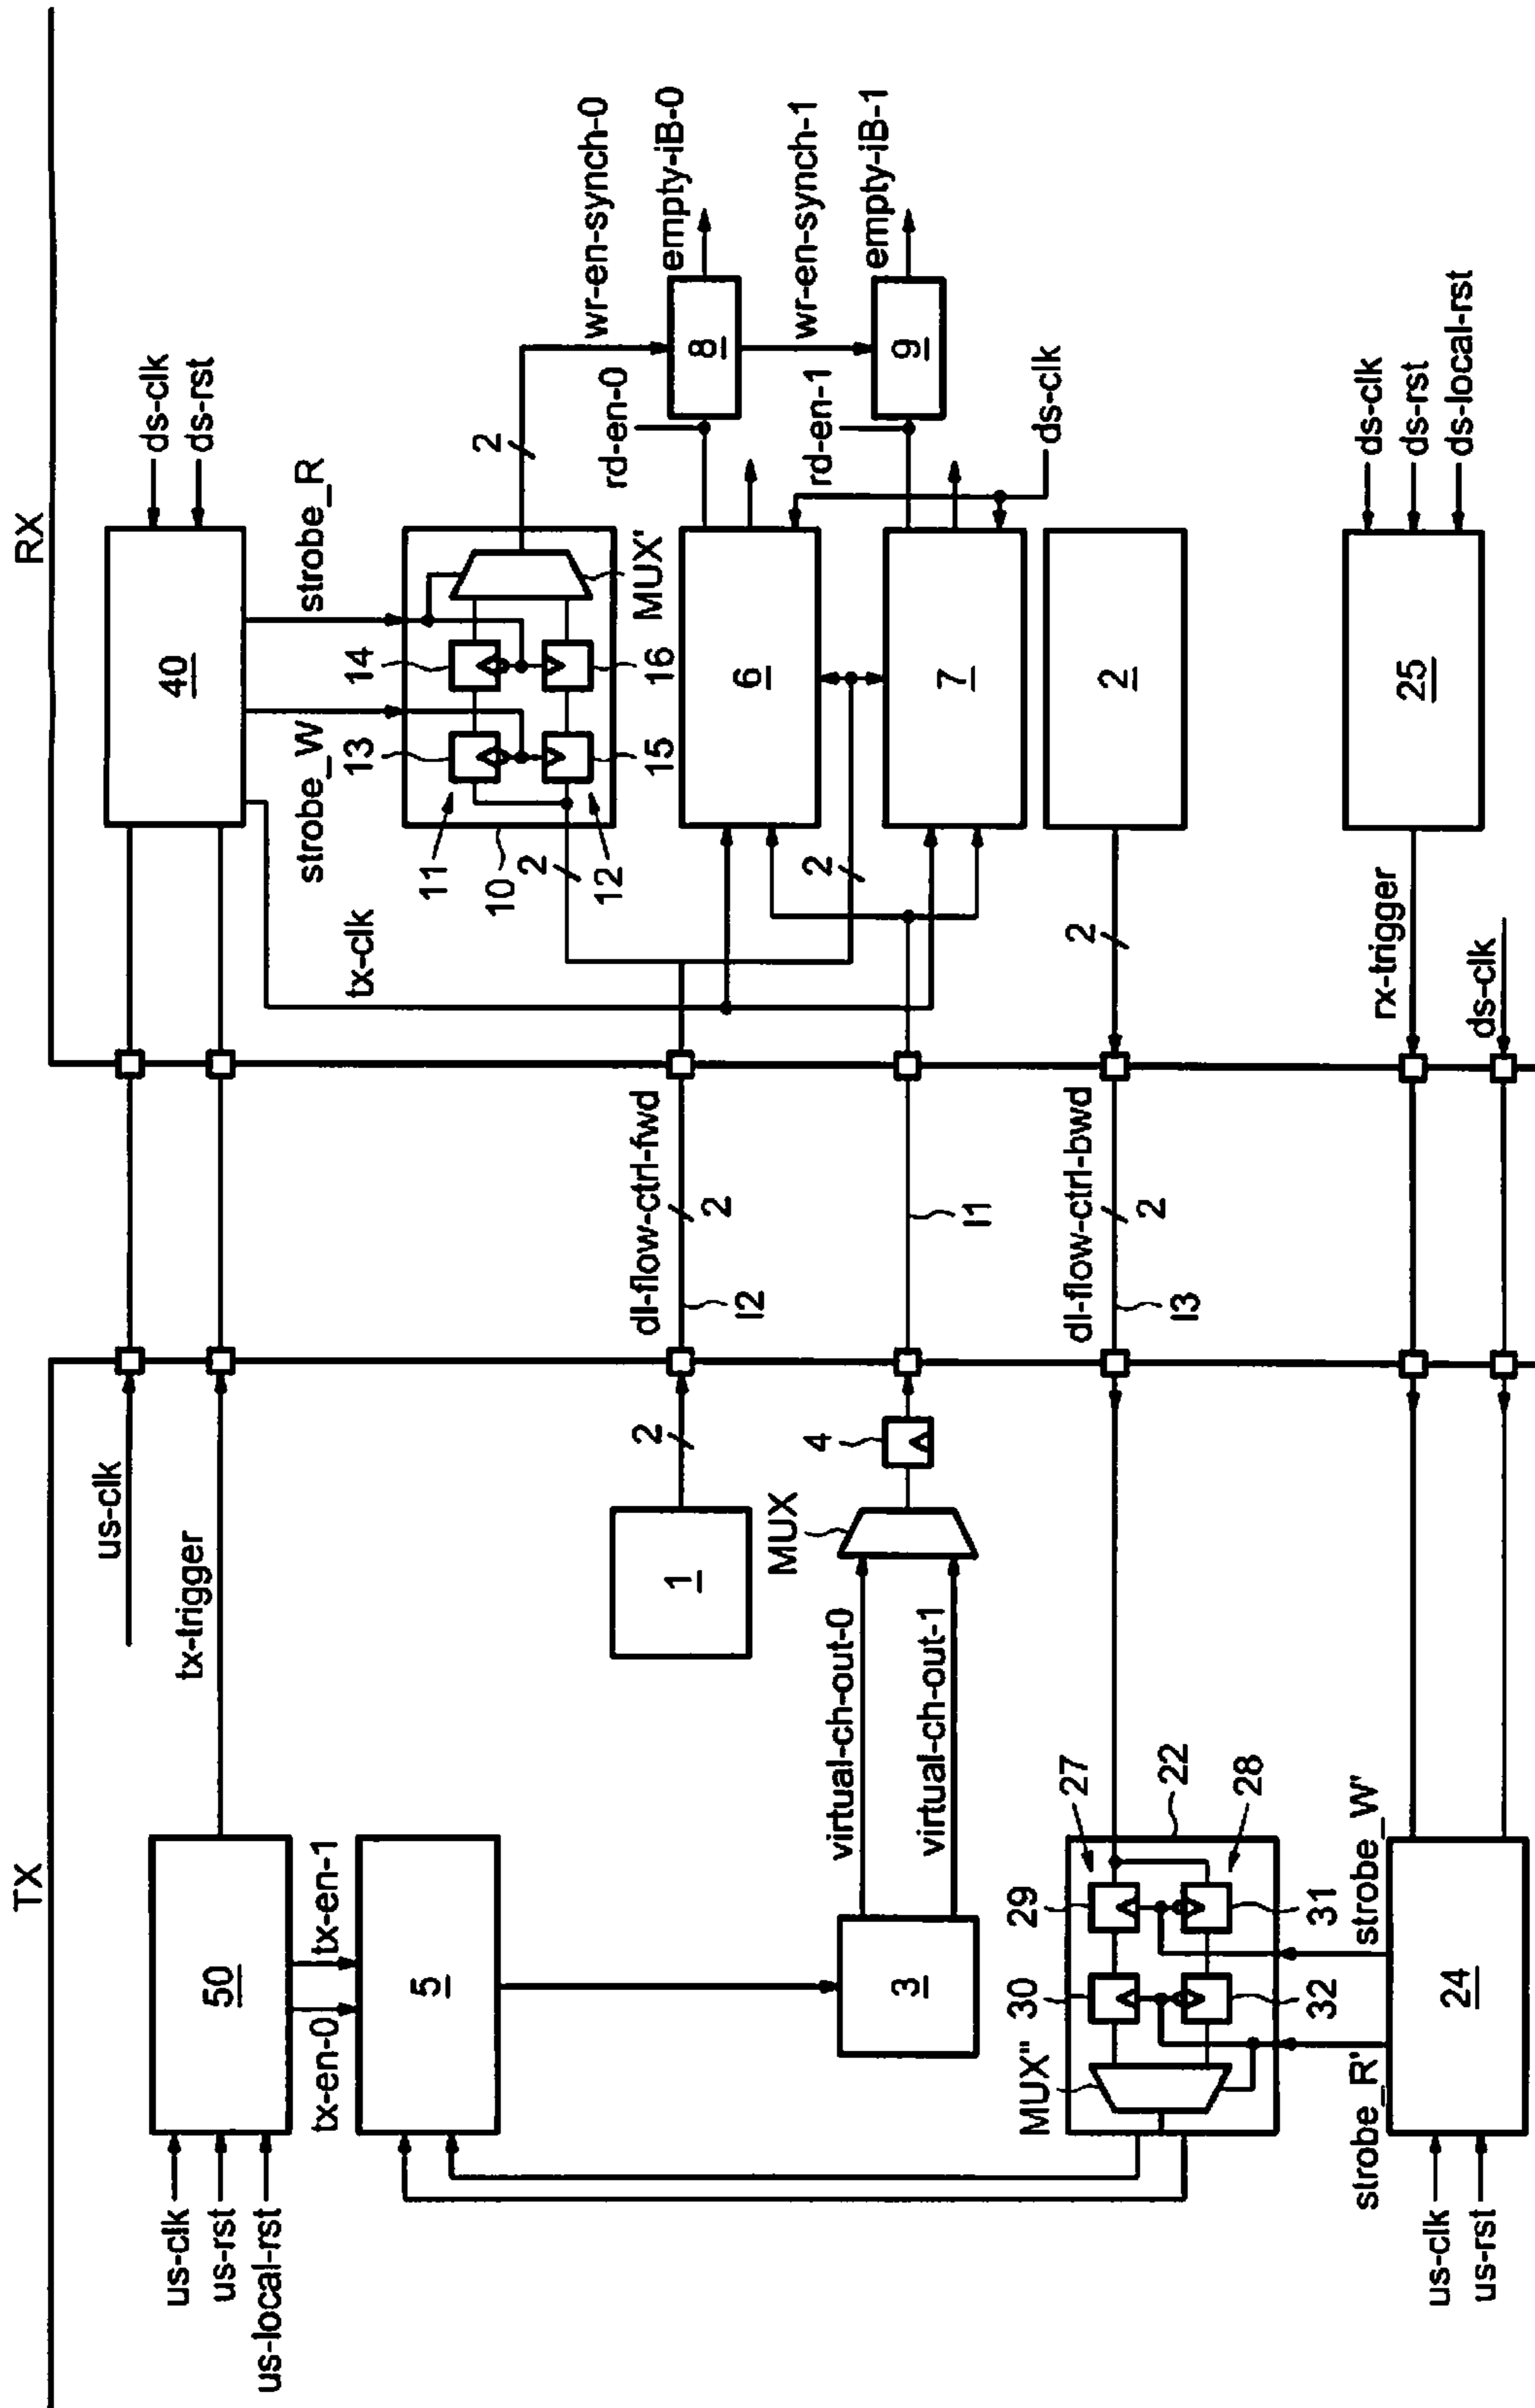 TX
RX
us-clk
us-rst
us-local-rst
50
tx-en-0
tx-en-1
tx-trigger
us-clk
40
ds-clk
ds-rst
strobe_W
strobe_R
tx-clk
5
11
13
14
10
2
12
15
16
MUX'
2
wr-en-synch-0
1
2
dl-flow-ctrl-fwd
2
I2
2
6
rd-en-0
8
empty-iB-0
wr-en-synch-1
3
virtual-ch-out-0
virtual-ch-out-1
MUX
4
I1
7
rd-en-1
9
empty-iB-1
ds-clk
MUX"
30
29
27
22
32
31
28
dl-flow-ctrl-bwd
2
I3
2
2
strobe_R'
strobe_W'
us-clk
us-rst
24
rx-trigger
ds-clk
25
ds-clk
ds-rst
ds-local-rst